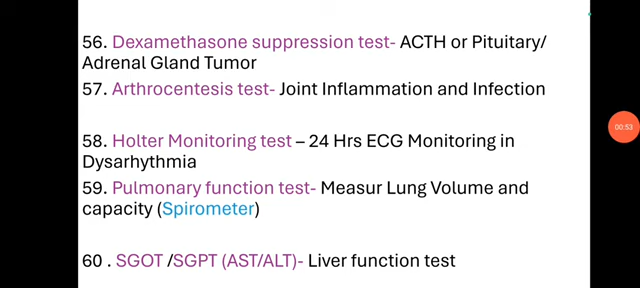 56. Dexamethasone suppression test- ACTH or Pituitary/
Adrenal Gland Tumor
57. Arthrocentesis test- Joint Inflammation and Infection
58. Holter Monitoring test – 24 Hrs ECG Monitoring in
Dysarhythmia
59. Pulmonary function test- Measur Lung Volume and
capacity (Spirometer)
60 . SGOT /SGPT (AST/ALT)- Liver function test
00:53